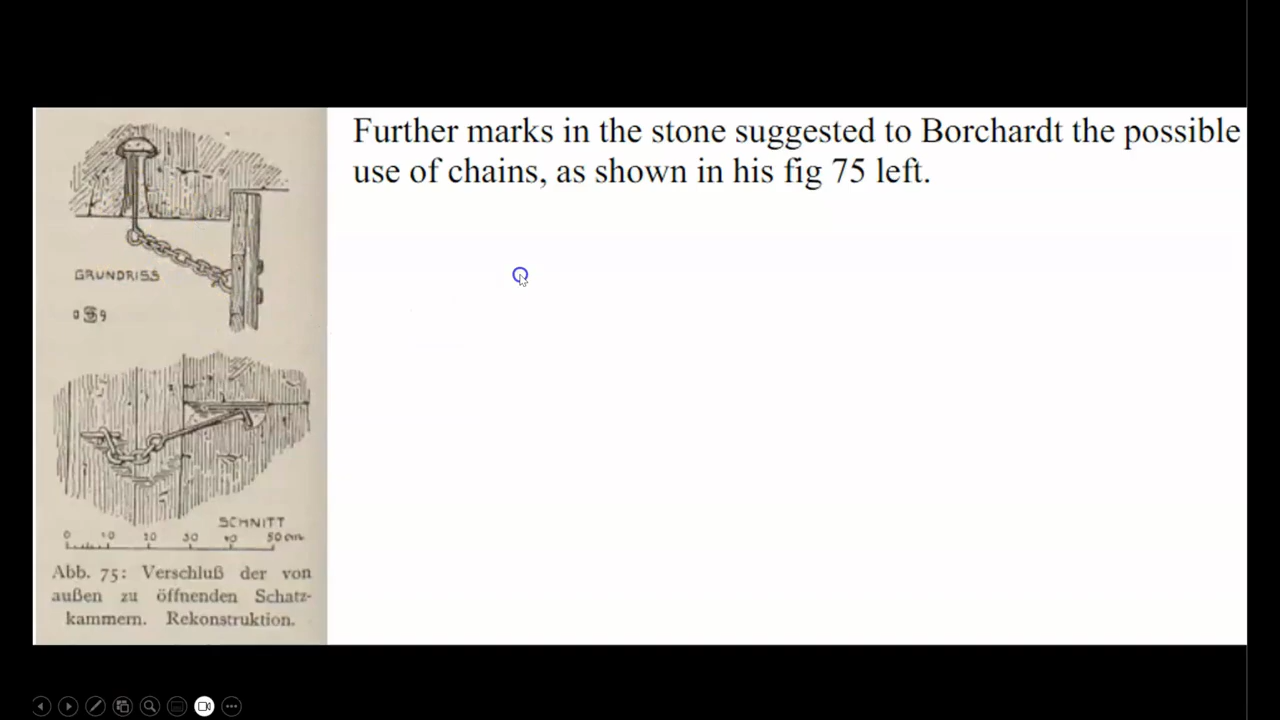 Further marks in the stone suggested to Borchardt the possible
use of chains, as shown in his fig 75 left.
GRUNDRISS
SCHNITT
0 10 20 30 40 50 cm.
Abb. 75: Verschluß der von
außen zu öffnenden Schatz-
kammern. Rekonstruktion.